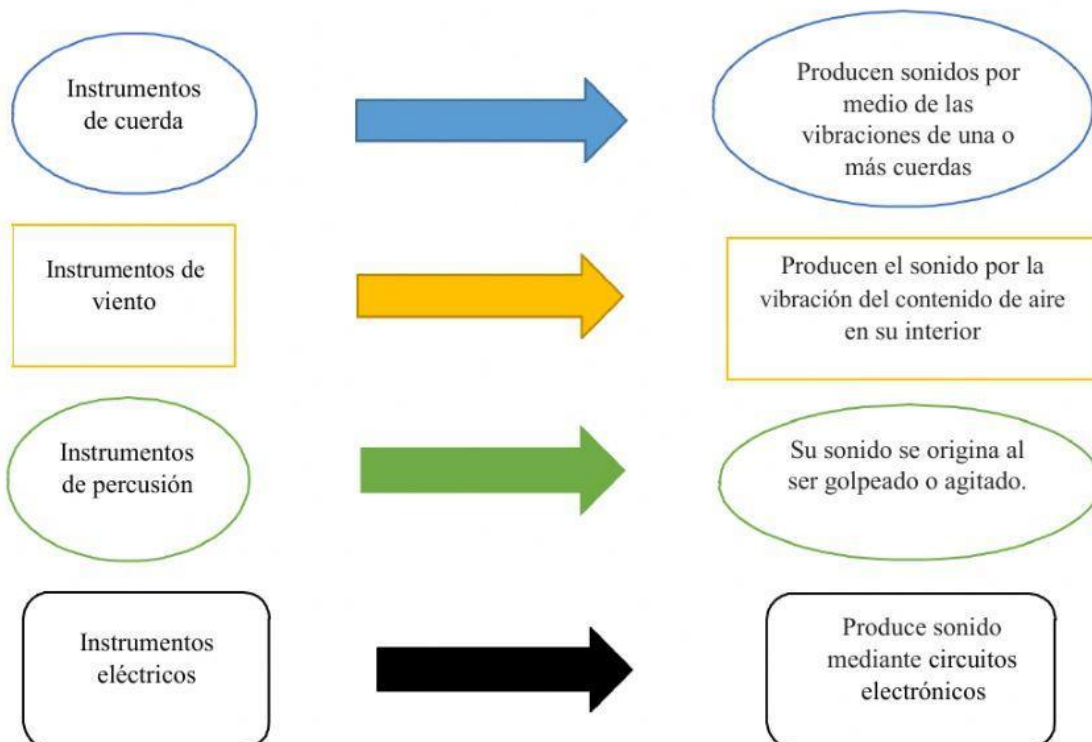 Instrumentos
de cuerda
Producen sonidos por
medio de las
vibraciones de una o
más cuerdas
Instrumentos de
viento
Producen el sonido por la
vibración del contenido de aire
en su interior
Instrumentos
de percusión
Su sonido se origina al
ser golpeado o agitado.
Instrumentos
eléctricos
Produce sonido
mediante circuitos
electrónicos